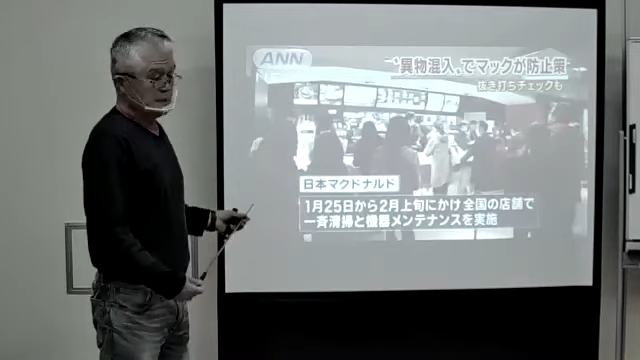 ANN
"異物混入"でマックが防止策
抜き打ちチェックも
日本マクドナルド
1月25日から2月上旬にかけ全国の店舗で
一斉清掃と機器メンテナンスを実施